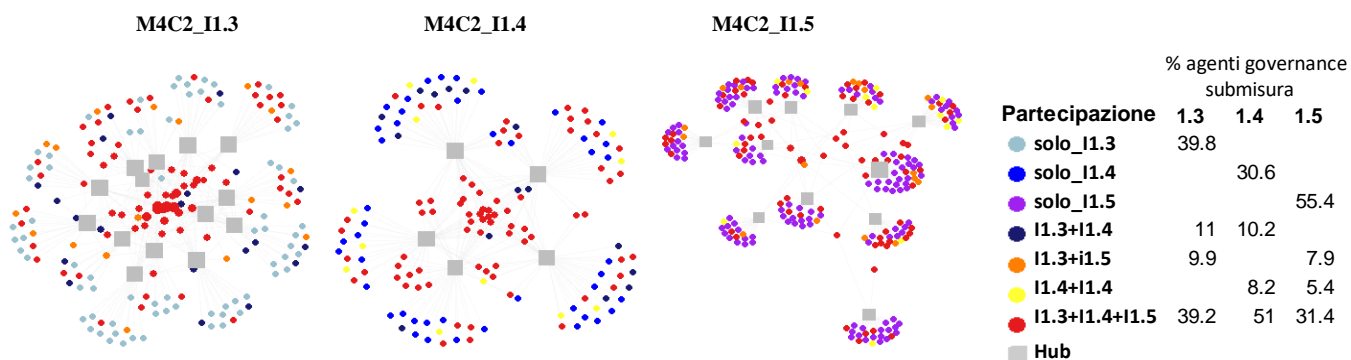 M4C2_I1.3 M4C2_I1.4 M4C2_I1.5
% agenti governance
submisura
Partecipazione 1.3 1.4 1.5
solo_I1.3 39.8
solo_I1.4 30.6
solo_I1.5 55.4
I1.3+I1.4 11 10.2
I1.3+i1.5 9.9 7.9
I1.4+I1.4 8.2 5.4
I1.3+I1.4+I1.5 39.2 51 31.4
Hub